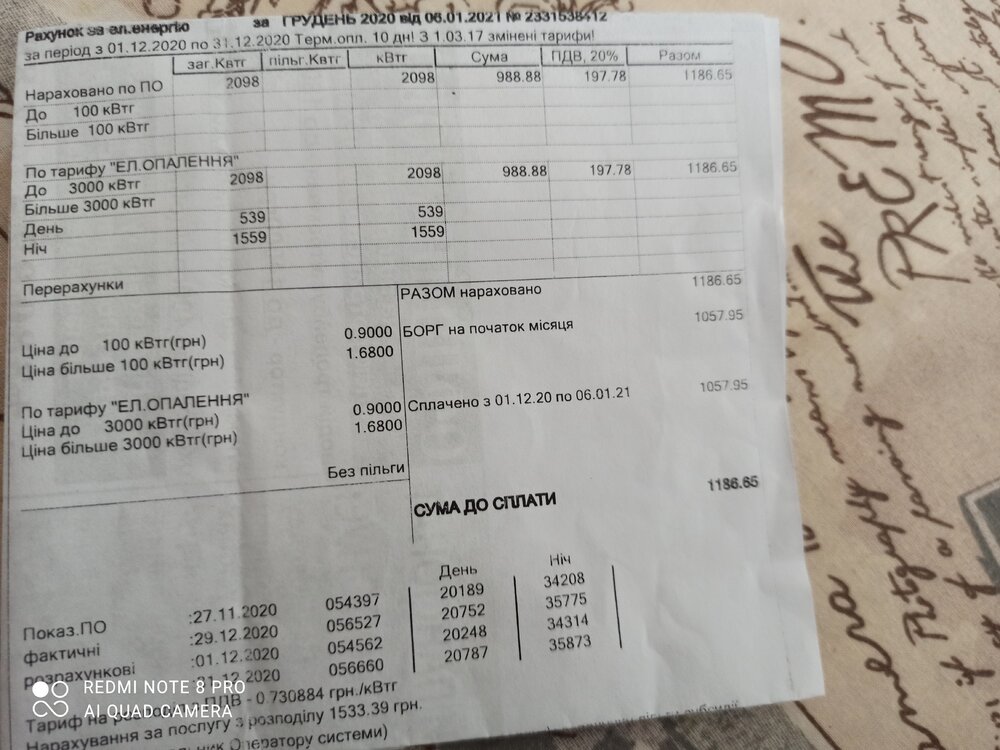 Рахунок за ел.енергію за ГРУДЕНЬ 2020 від 06.01.2021 № 2331538412
за період з 01.12.2020 по 31.12.2020 Терм.опл. 10 дні З 1.03.17 змінені тарифи!
заг.Квтг пільг.Квтг кВтг Сума ПДВ, 20% Разом
Нараховано по ПО 2098 2098 988.88 197.78 1186.65
До 100 кВтг
Більше 100 кВтг
По тарифу "ЕЛ.ОПАЛЕННЯ"
До 3000 кВтг 2098 2098 988.88 197.78 1186.65
Більше 3000 кВтг
День 539 539
Ніч 1559 1559
Перерахунки
РАЗОМ нараховано 1186.65
Ціна до 100 кВтг(грн) 0.9000 БОРГ на початок місяця 1057.95
Ціна більше 100 кВтг(грн) 1.6800
По тарифу "ЕЛ.ОПАЛЕННЯ"
Ціна до 3000 кВтг(грн) 0.9000 Сплачено з 01.12.20 по 06.01.21 1057.95
Ціна більше 3000 кВтг(грн) 1.6800
Без пільги
СУМА ДО СПЛАТИ 1186.65
День Ніч
Показ.ПО :27.11.2020 054397 20189 34208
фактичні :29.12.2020 056527 20752 35775
розрахункові :01.12.2020 054562 20248 34314
12.2020 056660 20787 35873
REDMI NOTE 8 PRO
AI QUAD CAMERA
Тариф на ПДВ - 0.730884 грн./кВтг
Нарахування за послугу з розподілу 1533.39 грн.
Оператору системи)
The
PREM